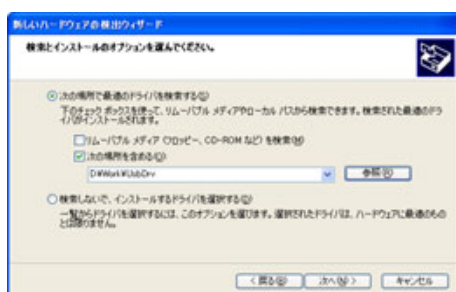 新しいハードウェアの検出ウィザード
検索とインストールのオプションを選んでください。
次の場所で最適のドライバを検索する(S)
下のチェック ボックスを使って、リムーバブル メディアやローカル パスから検索できます。検索された最適のドラ
イバがインストールされます。
リムーバブル メディア (フロッピー、CD-ROM など) を検索(M)
次の場所を含める(O)
D:¥Work¥UsbDrv
参照(R)
検索しないで、インストールするドライバを選択する(D)
一覧からドライバを選択するには、このオプションを選びます。選択されたドライバは、ハードウェアに最適のもの
とは限りません。
< 戻る(B)
次へ(N) >
キャンセル